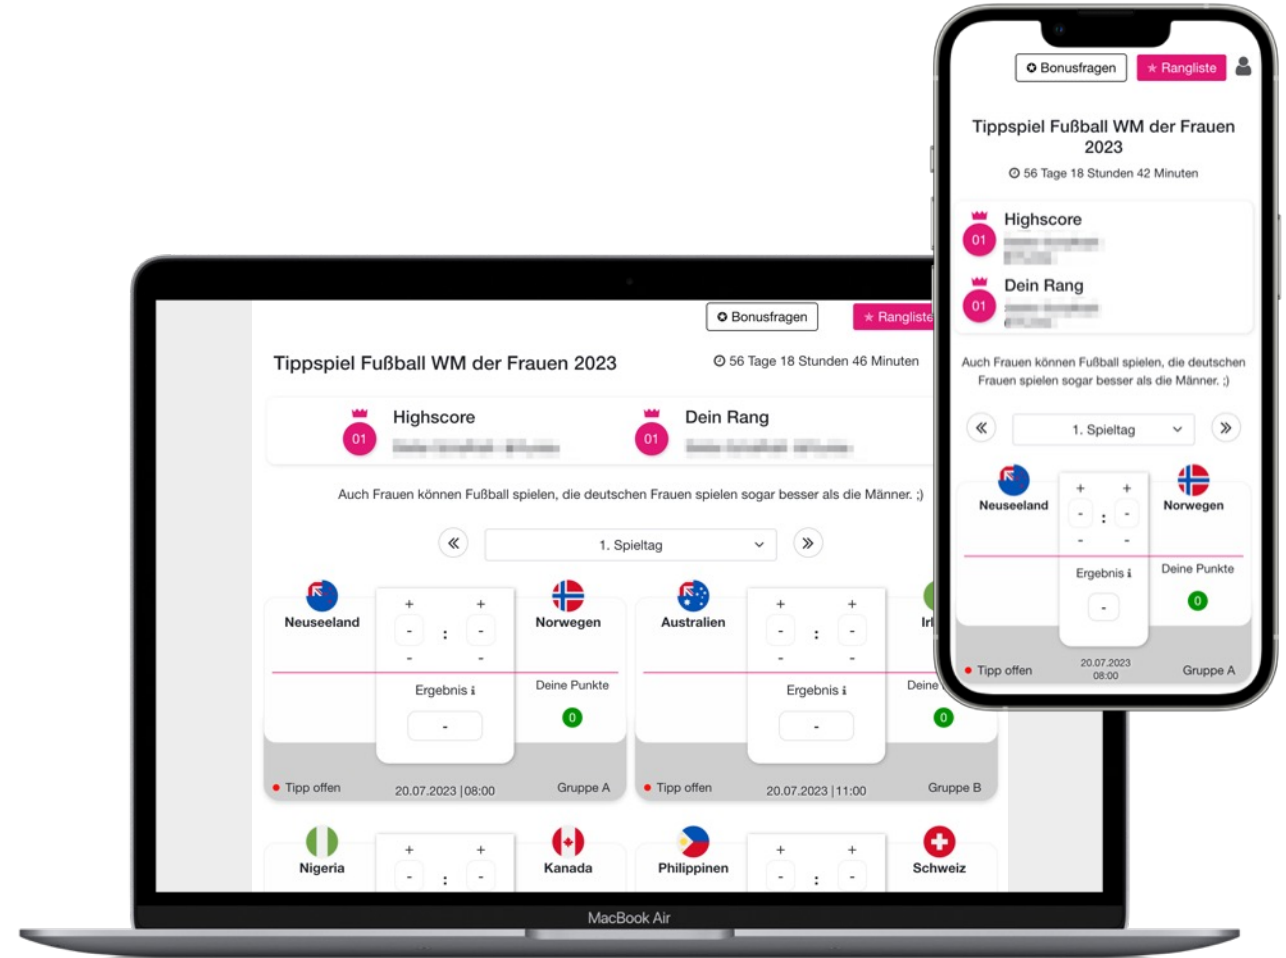 Bonusfragen
Rangliste
Tippspiel Fußball WM der Frauen
2023
56 Tage 18 Stunden 42 Minuten
01
Highscore
01
Dein Rang
Auch Frauen können Fußball spielen, die deutschen
Frauen spielen sogar besser als die Männer. ;)
1. Spieltag
Neuseeland
+ +
- : -
- -
Norwegen
Ergebnis i
-
Deine Punkte
0
Tipp offen
20.07.2023
08:00
Gruppe A
Bonusfragen
Rangliste
Tippspiel Fußball WM der Frauen 2023
56 Tage 18 Stunden 46 Minuten
01
Highscore
01
Dein Rang
Auch Frauen können Fußball spielen, die deutschen Frauen spielen sogar besser als die Männer. ;)
1. Spieltag
Neuseeland
+ +
- : -
- -
Norwegen
Ergebnis i
-
Deine Punkte
0
Tipp offen
20.07.2023 |08:00
Gruppe A
Australien
+ +
- : -
- -
Ergebnis i
-
Deine
0
Tipp offen
20.07.2023 |11:00
Gruppe B
Nigeria
+ +
- : -
Kanada
Philippinen
+ +
- : -
Schweiz
MacBook Air